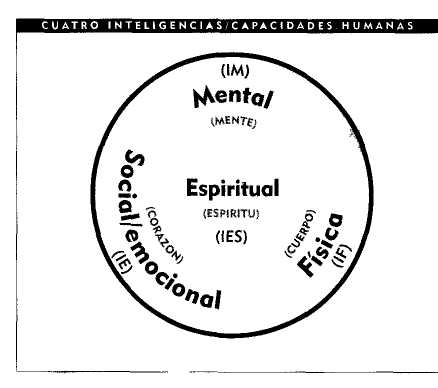 CUATRO INTELIGENCIAS/CAPACIDADES HUMANAS
(IM)
Mental
(MENTE)
Espiritual
(ESPIRITU)
(IES)
Social/emocional
(CORAZON)
(IE)
Física
(CUERPO)
(IF)